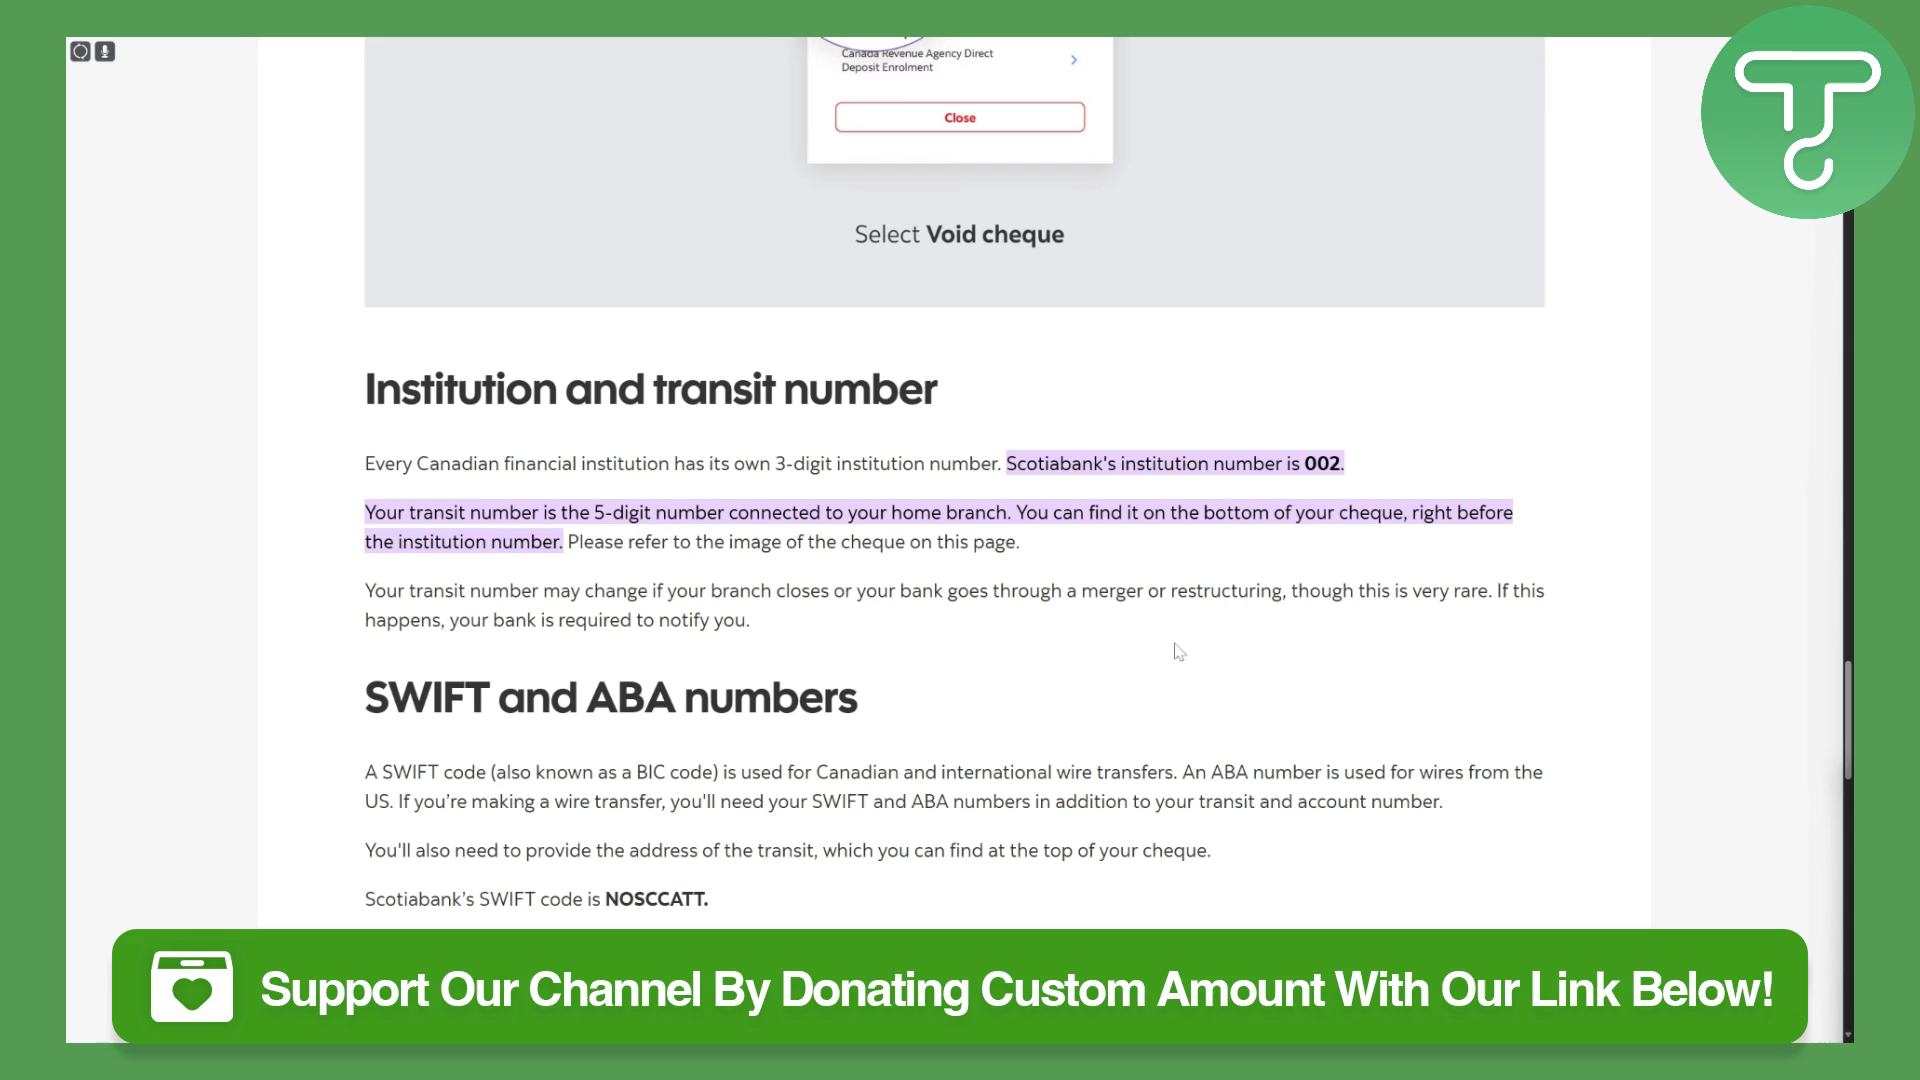 Canada Revenue Agency Direct
Deposit Enrolment
Close
Select Void cheque
Institution and transit number
Every Canadian financial institution has its own 3-digit institution number. Scotiabank's institution number is 002.
Your transit number is the 5-digit number connected to your home branch. You can find it on the bottom of your cheque, right before
the institution number. Please refer to the image of the cheque on this page.
Your transit number may change if your branch closes or your bank goes through a merger or restructuring, though this is very rare. If this
happens, your bank is required to notify you.
SWIFT and ABA numbers
A SWIFT code (also known as a BIC code) is used for Canadian and international wire transfers. An ABA number is used for wires from the
US. If you’re making a wire transfer, you'll need your SWIFT and ABA numbers in addition to your transit and account number.
You'll also need to provide the address of the transit, which you can find at the top of your cheque.
Scotiabank’s SWIFT code is NOSCCATT.
Support Our Channel By Donating Custom Amount With Our Link Below!